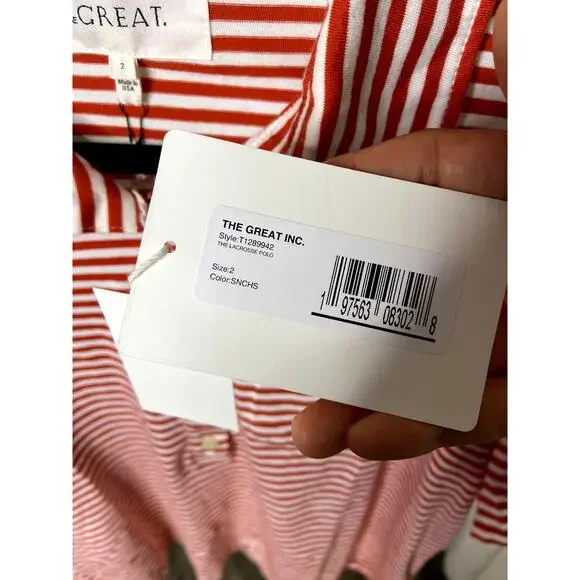 GREAT.
2
Made in
USA
THE GREAT INC.
Style:T1289942
THE LACROSSE POLO
Size:2
Color:SNCHS
1 97563 08302 8